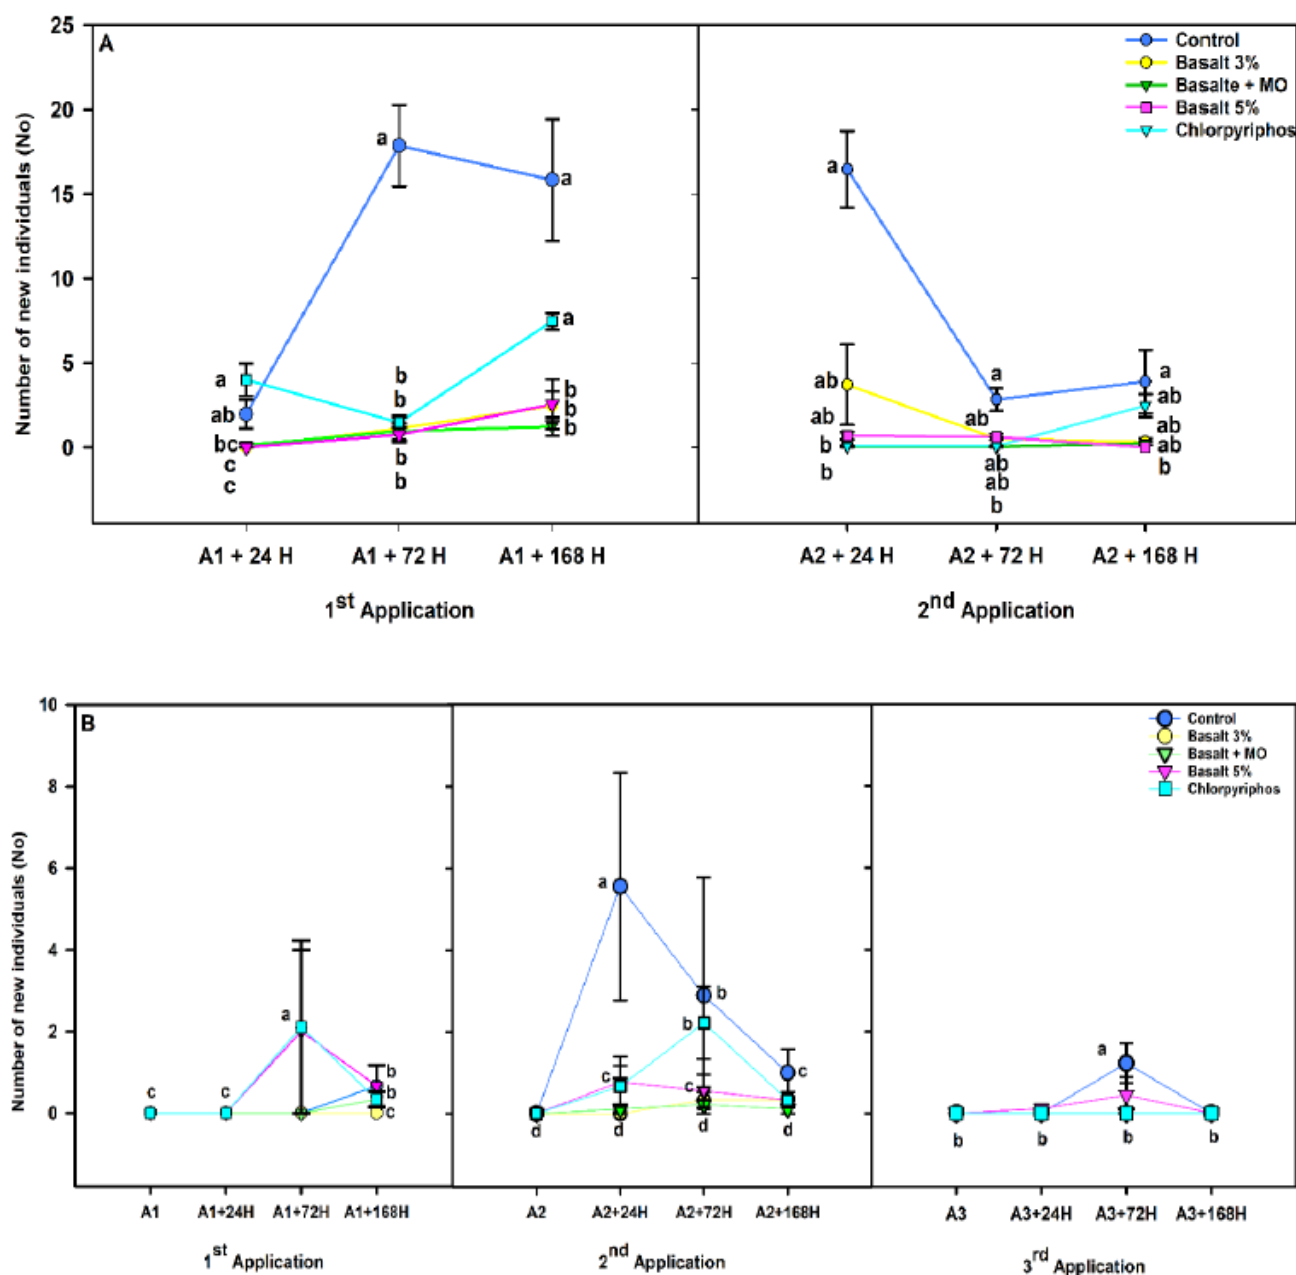 A
25
20
15
10
5
0
Number of new individuals (No)
a
ab
bc
c
c
a
b
b
b
b
a
a
b
b
b
A1 + 24 H
A1 + 72 H
A1 + 168 H
1st Application
Control
Basalt 3%
Basalte + MO
Basalt 5%
Chlorpyriphos
a
ab
ab
b
b
a
ab
ab
ab
b
a
ab
ab
ab
b
A2 + 24 H
A2 + 72 H
A2 + 168 H
2nd Application
B
10
8
6
4
2
0
Number of new individuals (No)
c
c
a
b
b
c
A1
A1+24H
A1+72H
A1+168H
1st Application
d
a
c
d
b
b
c
d
c
d
A2
A2+24H
A2+72H
A2+168H
2nd Application
Control
Basalt 3%
Basalt + MO
Basalt 5%
Chlorpyriphos
a
b
b
b
b
A3
A3+24H
A3+72H
A3+168H
3rd Application